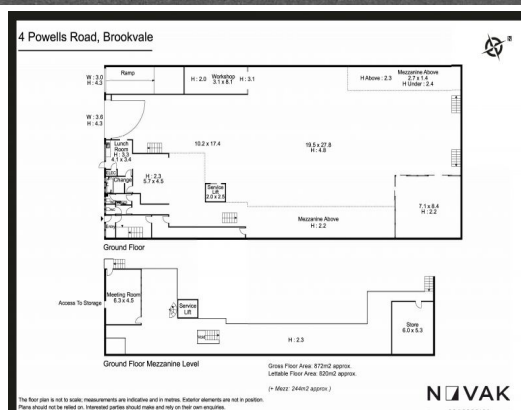 4 Powells Road, Brookvale
Ramp
W : 3.0
H : 4.3
H : 2.0
Workshop
3.1 x 8.1
H : 3.1
H Above : 2.3
Mezzanine Above
2.7 x 1.4
H Under : 2.4
W : 3.6
H : 4.3
Lunch
Room
H : 3.3
4.1 x 3.4
10.2 x 17.4
19.5 x 27.8
H : 4.8
Change
H : 2.3
5.7 x 4.5
Service
Lift
2.0 x 2.5
7.1 x 8.4
H : 2.2
Mezzanine Above
H : 2.2
Entry
Ground Floor
Access To Storage
Meeting Room
6.3 x 4.5
Service
Lift
Void
H : 2.3
Store
6.0 x 5.3
Ground Floor Mezzanine Level
Gross Floor Area: 872m2 approx.
Lettable Floor Area: 820m2 approx.
(+ Mezz: 244m2 approx.)
The floor plan is not to scale; measurements are indicative and in metres. Exterior elements are not in position.
Plans should not be relied on. Interested parties should make and rely on their own enquiries.
NOVAK